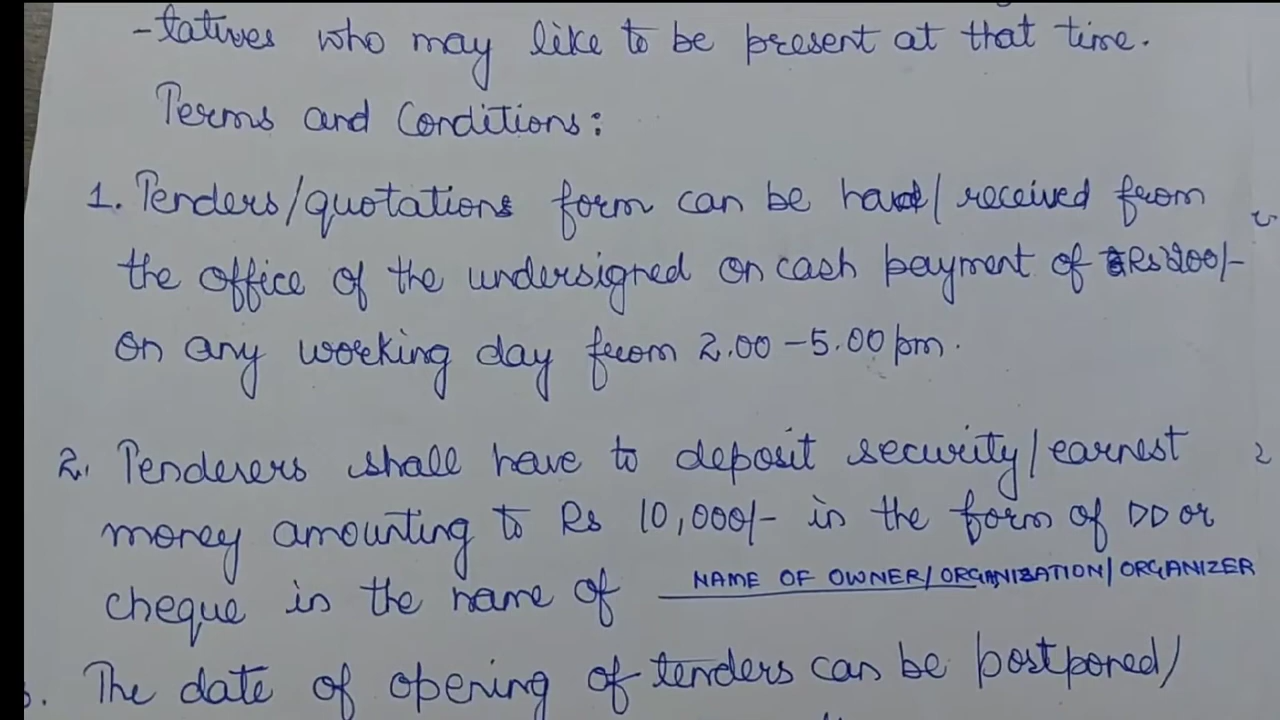 -tatives who may like to be present at that time.
Terms and Conditions:
1. Tenders/quotations form can be had/received from
the office of the undersigned on cash payment of Rs 200/-
on any working day from 2.00-5.00 pm.
2. Tenderers shall have to deposit security/earnest
money amounting to Rs 10,000/- in the form of DD or
cheque in the name of NAME OF OWNER/ORGANIZATION/ORGANIZER
The date of opening of tenders can be postponed/